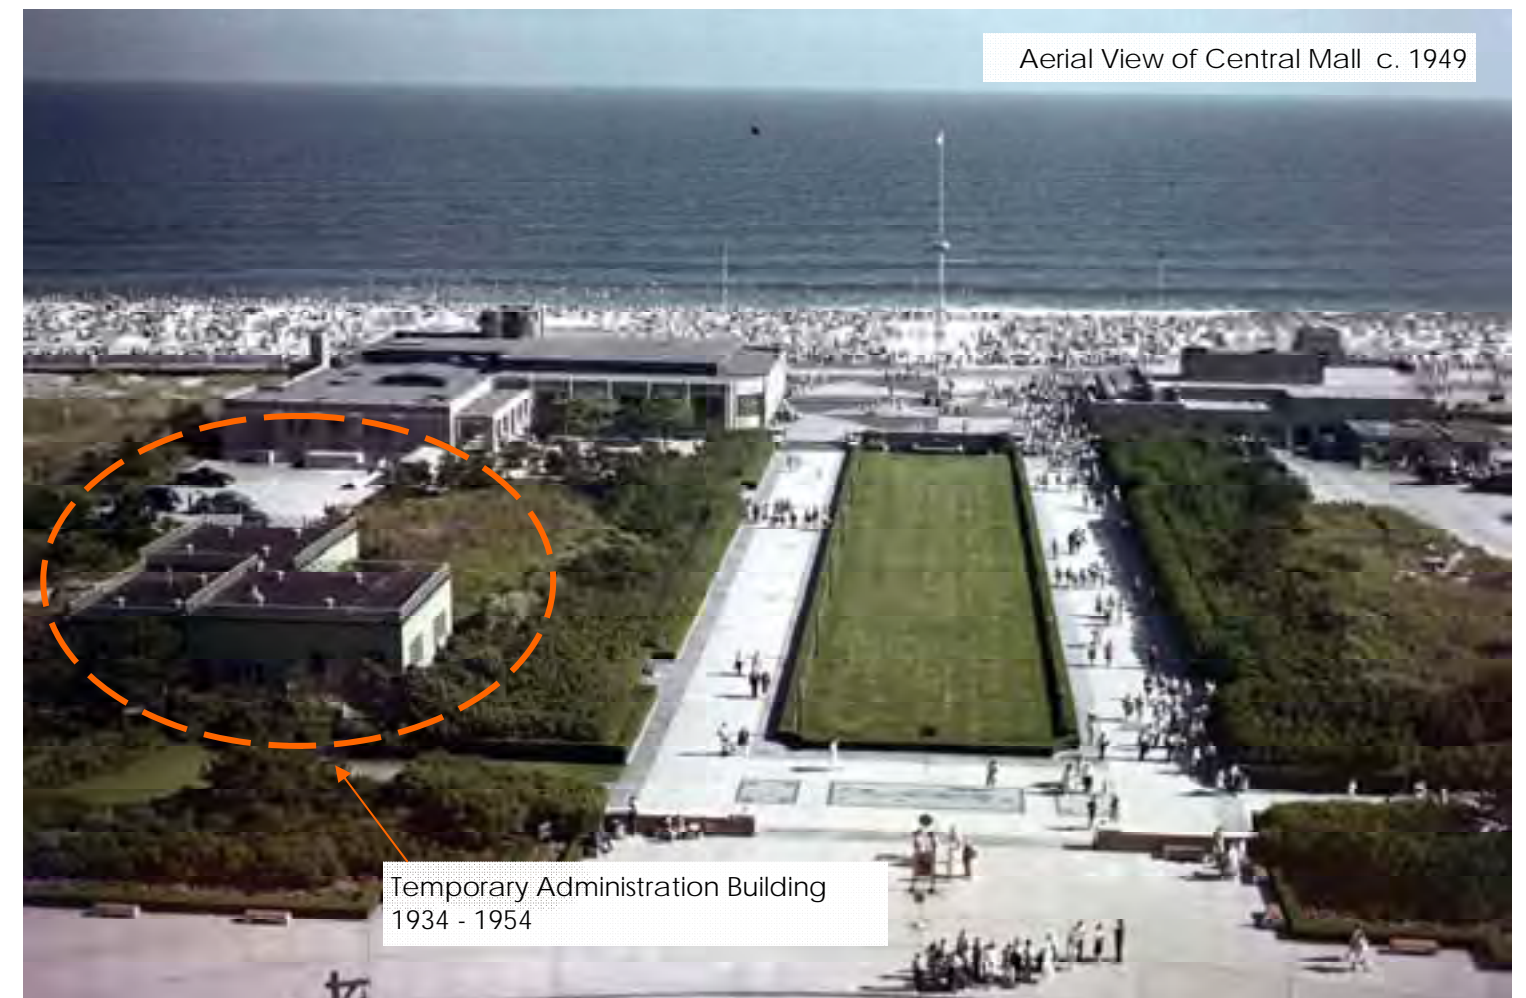 Aerial View of Central Mall c. 1949
Temporary Administration Building
1934 - 1954